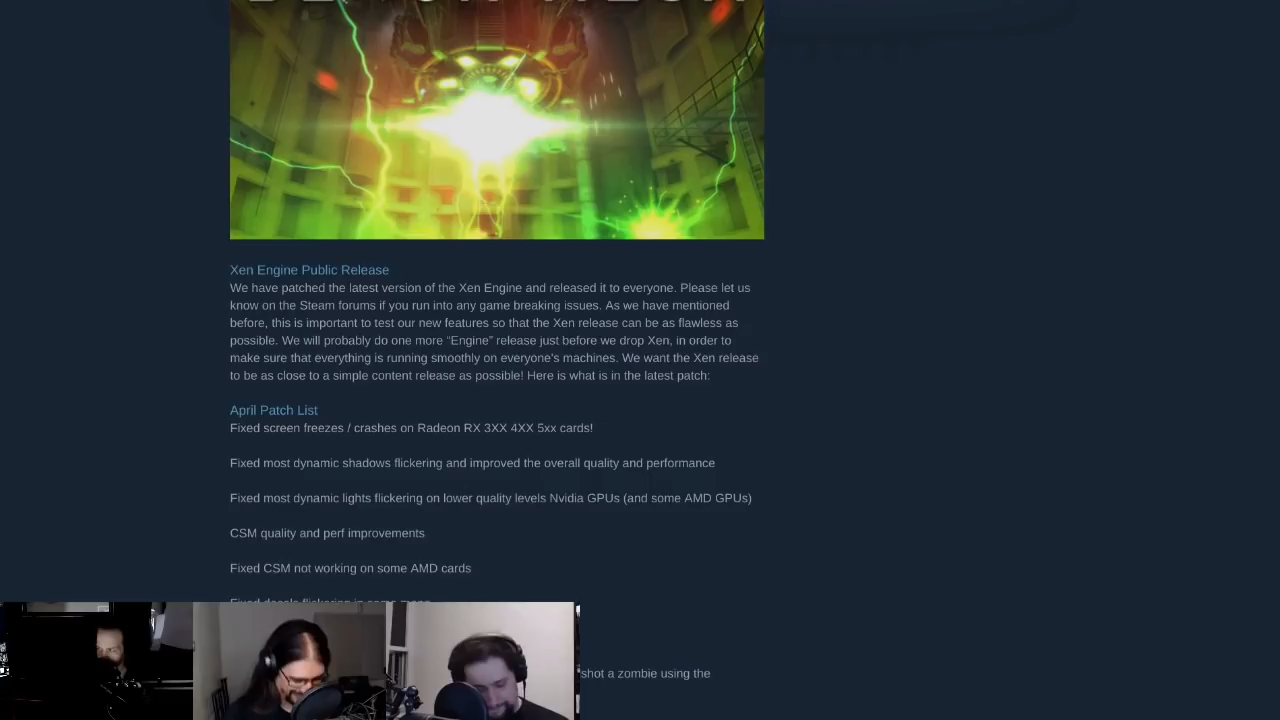 Xen Engine Public Release
We have patched the latest version of the Xen Engine and released it to everyone. Please let us
know on the Steam forums if you run into any game breaking issues. As we have mentioned
before, this is important to test our new features so that the Xen release can be as flawless as
possible. We will probably do one more “Engine” release just before we drop Xen, in order to
make sure that everything is running smoothly on everyone's machines. We want the Xen release
to be as close to a simple content release as possible! Here is what is in the latest patch:
April Patch List
Fixed screen freezes / crashes on Radeon RX 3XX 4XX 5xx cards!
Fixed most dynamic shadows flickering and improved the overall quality and performance
Fixed most dynamic lights flickering on lower quality levels Nvidia GPUs (and some AMD GPUs)
CSM quality and perf improvements
Fixed CSM not working on some AMD cards
Fixed decals flickering in some maps
shot a zombie using the